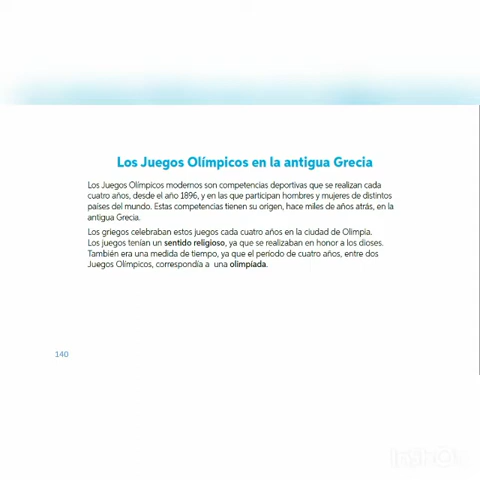 Los Juegos Olímpicos en la antigua Grecia
Los Juegos Olímpicos modernos son competencias deportivas que se realizan cada
cuatro años, desde el año 1896, y en las que participan hombres y mujeres de distintos
países del mundo. Estas competencias tienen su origen, hace miles de años atrás, en la
antigua Grecia.
Los griegos celebraban estos juegos cada cuatro años en la ciudad de Olimpia.
Los juegos tenían un sentido religioso, ya que se realizaban en honor a los dioses.
También era una medida de tiempo, ya que el periodo de cuatro años, entre dos
Juegos Olímpicos, correspondía a una olimpíada.
140